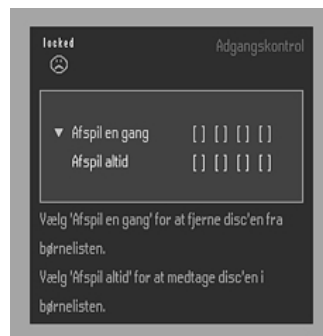 locked
Adgangskontrol
▼ Afspil en gang [ ] [ ] [ ] [ ]
Afspil altid [ ] [ ] [ ] [ ]
Vælg 'Afspil en gang' for at fjerne disc'en fra
børnelisten.
Vælg 'Afspil altid' for at medtage disc'en i
børnelisten.